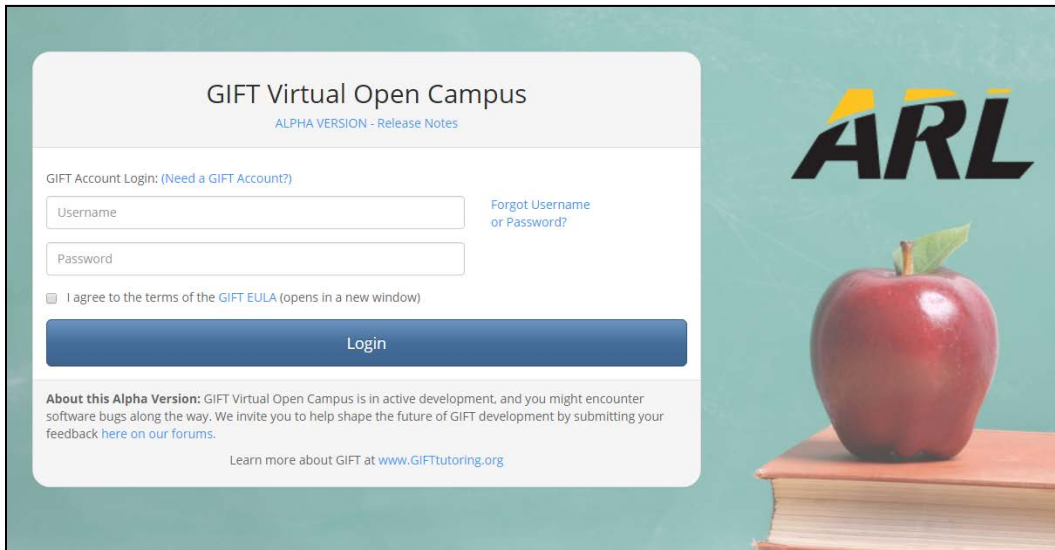 GIFT Virtual Open Campus
ALPHA VERSION - Release Notes
ARL
GIFT Account Login: (Need a GIFT Account?)
Username
Forgot Username
or Password?
Password
I agree to the terms of the GIFT EULA (opens in a new window)
Login
About this Alpha Version: GIFT Virtual Open Campus is in active development, and you might encounter
software bugs along the way. We invite you to help shape the future of GIFT development by submitting your
feedback here on our forums.
Learn more about GIFT at www.GIFTtutoring.org